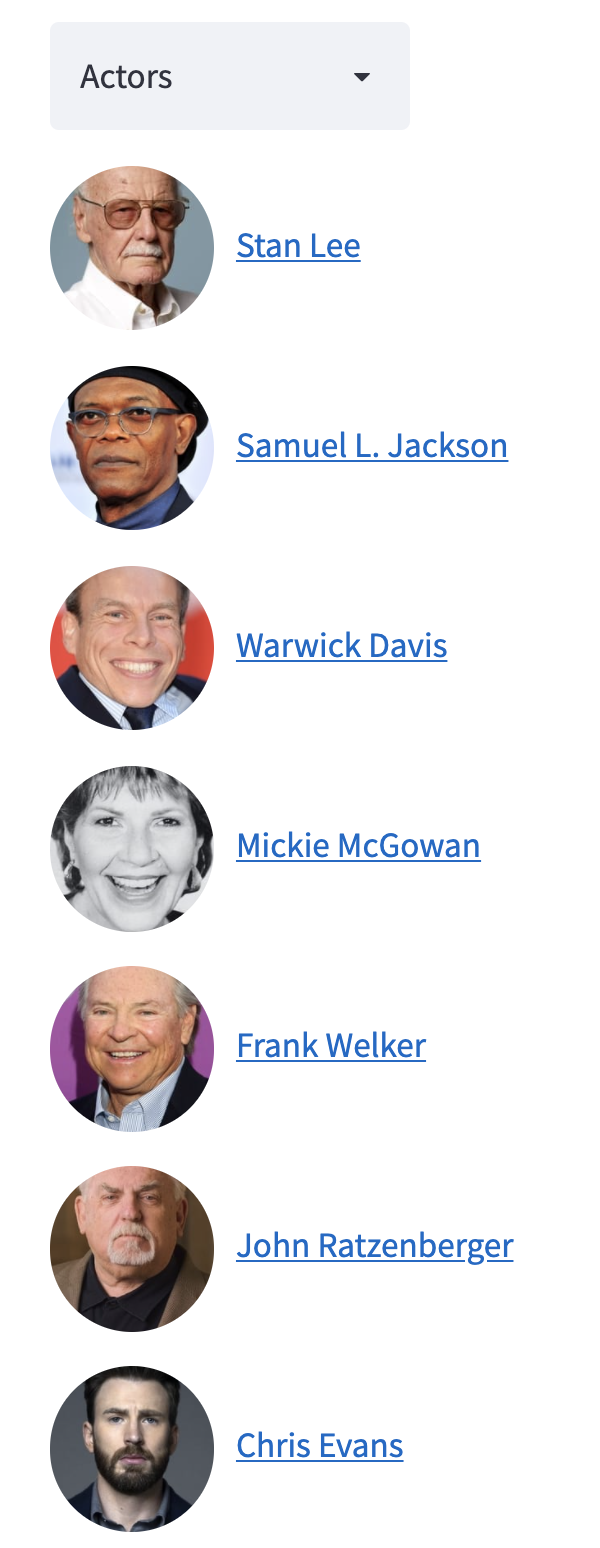 Actors
Stan Lee
Samuel L. Jackson
Warwick Davis
Mickie McGowan
Frank Welker
John Ratzenberger
Chris Evans